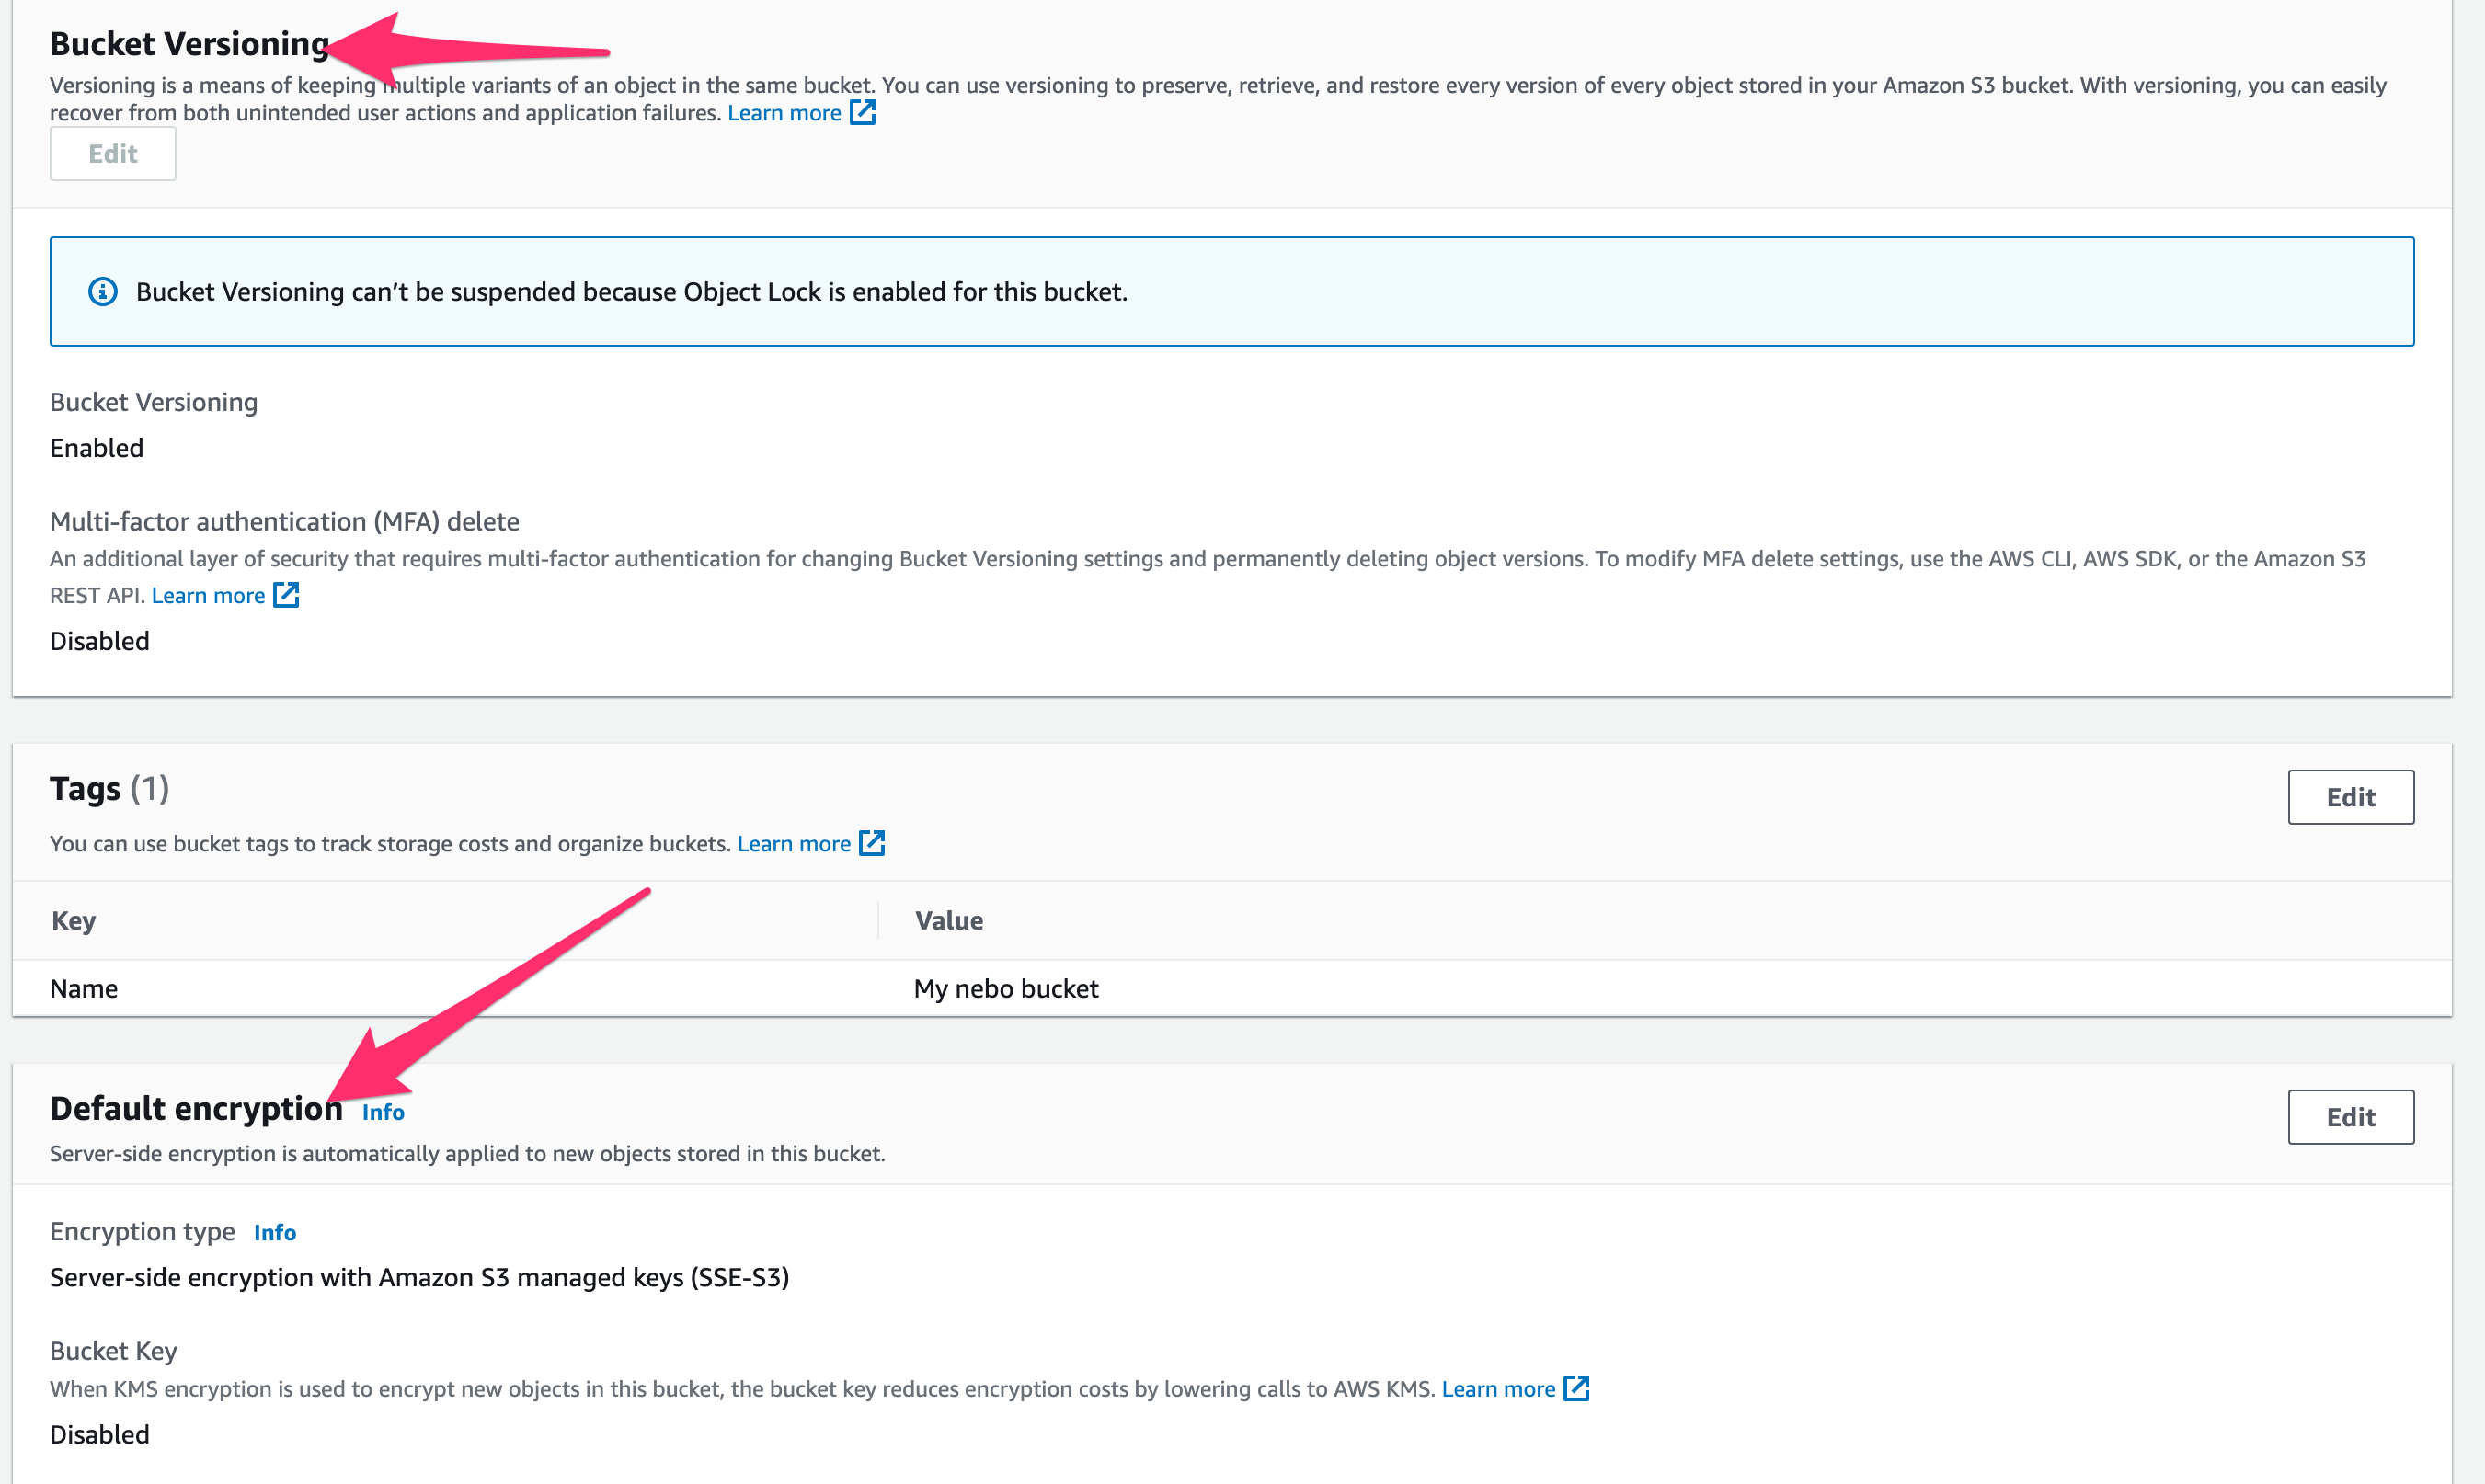 Bucket Versioning
Versioning is a means of keeping multiple variants of an object in the same bucket. You can use versioning to preserve, retrieve, and restore every version of every object stored in your Amazon S3 bucket. With versioning, you can easily
recover from both unintended user actions and application failures. Learn more
Edit
Bucket Versioning can’t be suspended because Object Lock is enabled for this bucket.
Bucket Versioning
Enabled
Multi-factor authentication (MFA) delete
An additional layer of security that requires multi-factor authentication for changing Bucket Versioning settings and permanently deleting object versions. To modify MFA delete settings, use the AWS CLI, AWS SDK, or the Amazon S3
REST API. Learn more
Disabled
Tags (1)
Edit
You can use bucket tags to track storage costs and organize buckets. Learn more
Key Value
Name My nebo bucket
Default encryption Info
Edit
Server-side encryption is automatically applied to new objects stored in this bucket.
Encryption type Info
Server-side encryption with Amazon S3 managed keys (SSE-S3)
Bucket Key
When KMS encryption is used to encrypt new objects in this bucket, the bucket key reduces encryption costs by lowering calls to AWS KMS. Learn more
Disabled